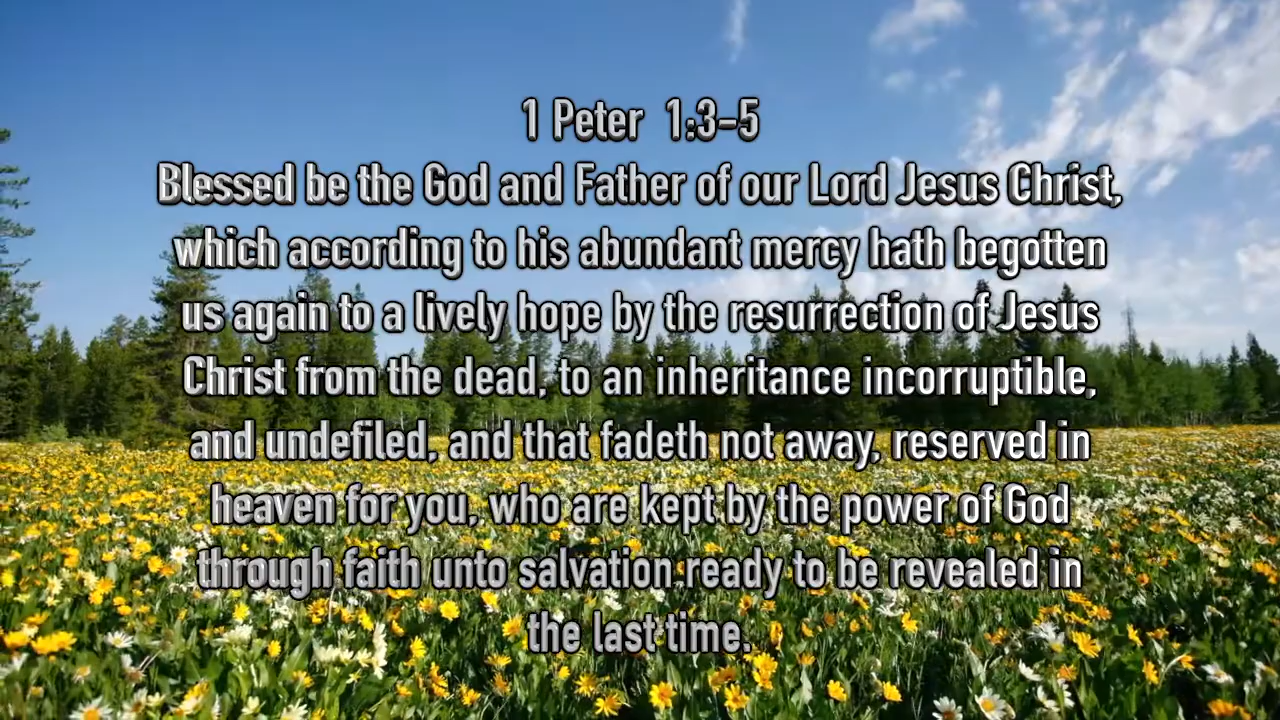 1 Peter 1:3-5
Blessed be the God and Father of our Lord Jesus Christ,
which according to his abundant mercy hath begotten
us again to a lively hope by the resurrection of Jesus
Christ from the dead, to an inheritance incorruptible,
and undefiled, and that fadeth not away, reserved in
heaven for you, who are kept by the power of God
through faith unto salvation ready to be revealed in
the last time.